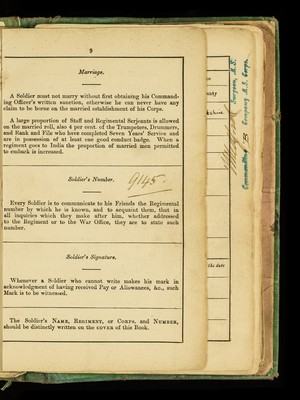 9
Marriage.
A Soldier must not marry without first obtaining his Command-
ing Officer's written sanction, otherwise he can never have any
claim to be borne on the married establishment of his Corps.
A large proportion of Staff and Regimental Serjeants is allowed
on the married roll, also 4 per cent. of the Trumpeters, Drummers,
and Rank and File who have completed Seven Years' Service and
are in possession of at least one good conduct badge. When a
regiment goes to India the proportion of married men permitted
to embark is increased.
Soldier's Number.
9145
Every Soldier is to communicate to his Friends the Regimental
number by which he is known, and to acquaint them, that in
all inquiries which they make after him, whether addressed
to the Regiment or to the War Office, they are to state such
number.
Soldier's Signature.
Whenever a Soldier who cannot write makes his mark in
acknowledgment of having received Pay or Allowances, &c., such
Mark is to be witnessed.
The Soldier's NAME, REGIMENT, or CORPS, and NUMBER,
should be distinctly written on the COVER of this Book.
Surgeon, A.S.
Commanding B Company M.S. Corps.
the date